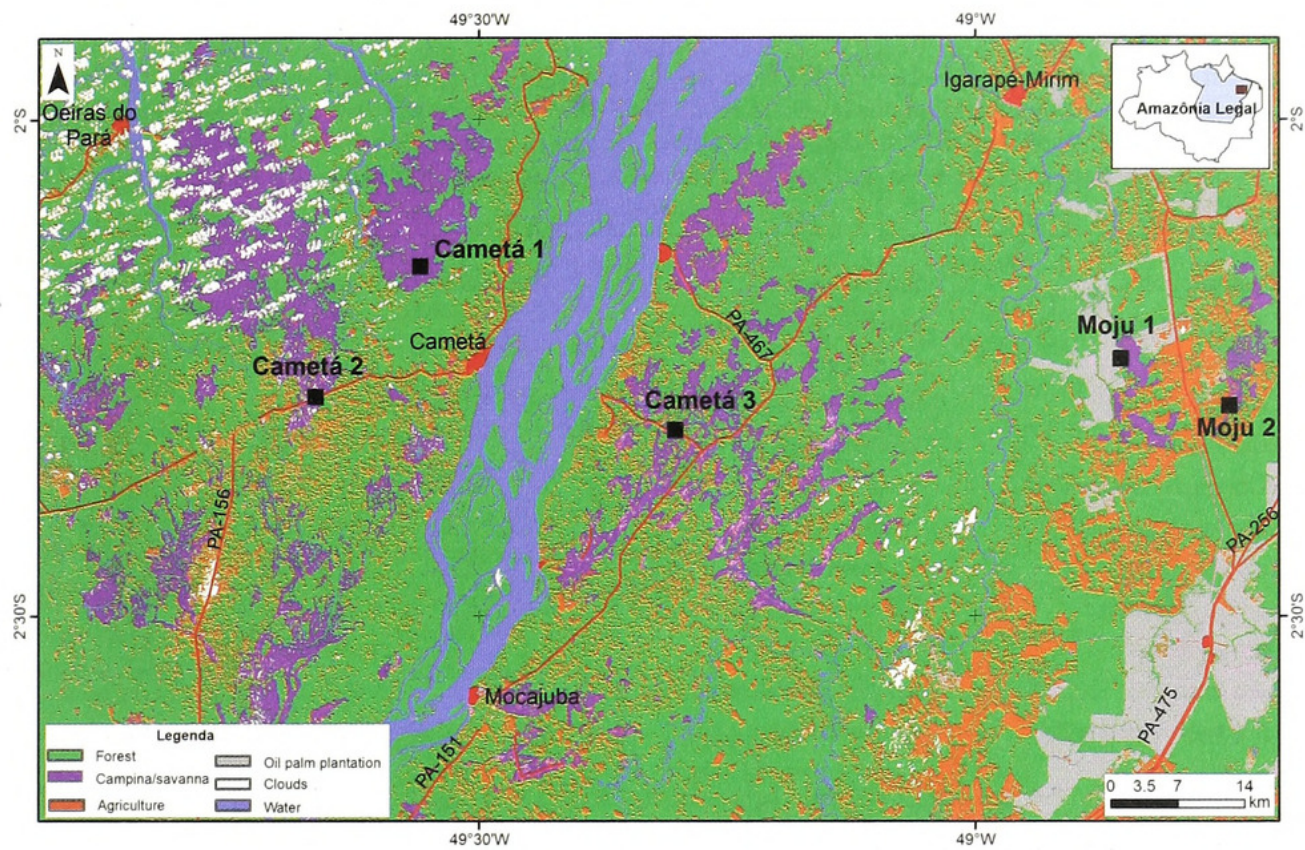 49°30'W
49°W
N
Oeiras do
Pará
2°S
Igarapé-Mirim
Amazônia Legal
2°S
Cametá 1
Cametá
Cametá 2
PA-467
Cametá 3
Moju 1
Moju 2
PA-156
PA-256
2°30'S
2°30'S
Mocajuba
PA-151
PA-475
Legenda
Forest
Campina/savanna
Agriculture
Oil palm plantation
Clouds
Water
0 3.5 7 14
km
49°30'W
49°W